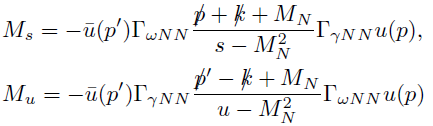 $M_s = -\bar{u}(p')\Gamma_{\omega NN}\frac{\not{p}+\not{k}+M_N}{s-M_N^2}\Gamma_{\gamma NN}u(p),$
$M_u = -\bar{u}(p')\Gamma_{\gamma NN}\frac{\not{p}'-\not{k}+M_N}{u-M_N^2}\Gamma_{\omega NN}u(p)$